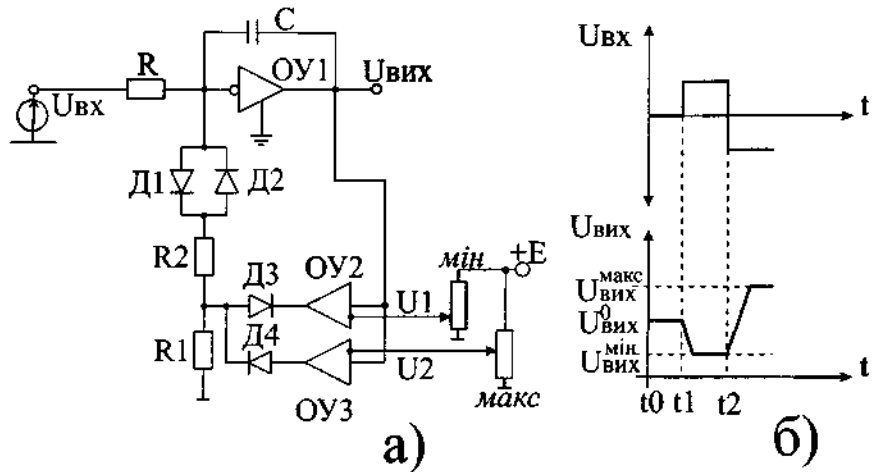 C
R
ОУ1
Uвих
Uвх
Д1
Д2
R2
Д3
ОУ2
мін
+E
U1
R1
Д4
U2
ОУ3
макс
а)
Uвх
t
Uвих
Uвих макс
Uвих 0
Uвих мін
t
t0 t1 t2
б)